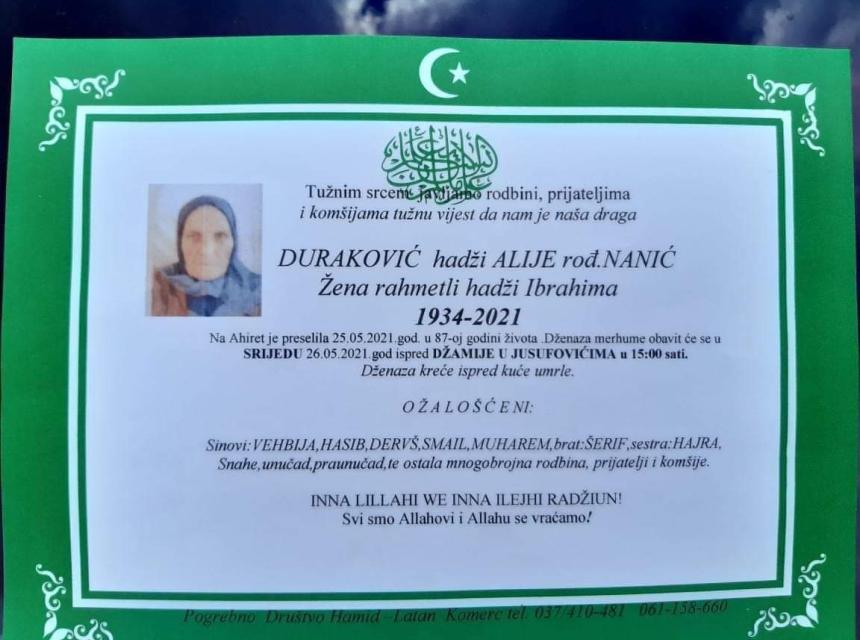 Tužnim srcem javljamo rodbini, prijateljima
i komšijama tužnu vijest da nam je naša draga
DURAKOVIĆ hadži ALIJE rođ.NANIĆ
Žena rahmetli hadži Ibrahima
1934-2021
Na Ahiret je preselila 25.05.2021.god. u 87-oj godini života .Dženaza merhume obavit će se u
SRIJEDU 26.05.2021.god ispred DŽAMIJE U JUSUFOVIĆIMA u 15:00 sati.
Dženaza kreće ispred kuće umrle.
OŽALOŠĆENI:
Sinovi:VEHBIJA,HASIB,DERVŠ,SMAIL,MUHAREM,brat:ŠERIF,sestra:HAJRA,
Snahe,unučad,praunučad,te ostala mnogobrojna rodbina, prijatelji i komšije.
INNA LILLAHI WE INNA ILEJHI RADŽIUN!
Svi smo Allahovi i Allahu se vraćamo!
Pogrebno Društvo Hamid -Latan Komerc tel. 037/410-481 061-158-660